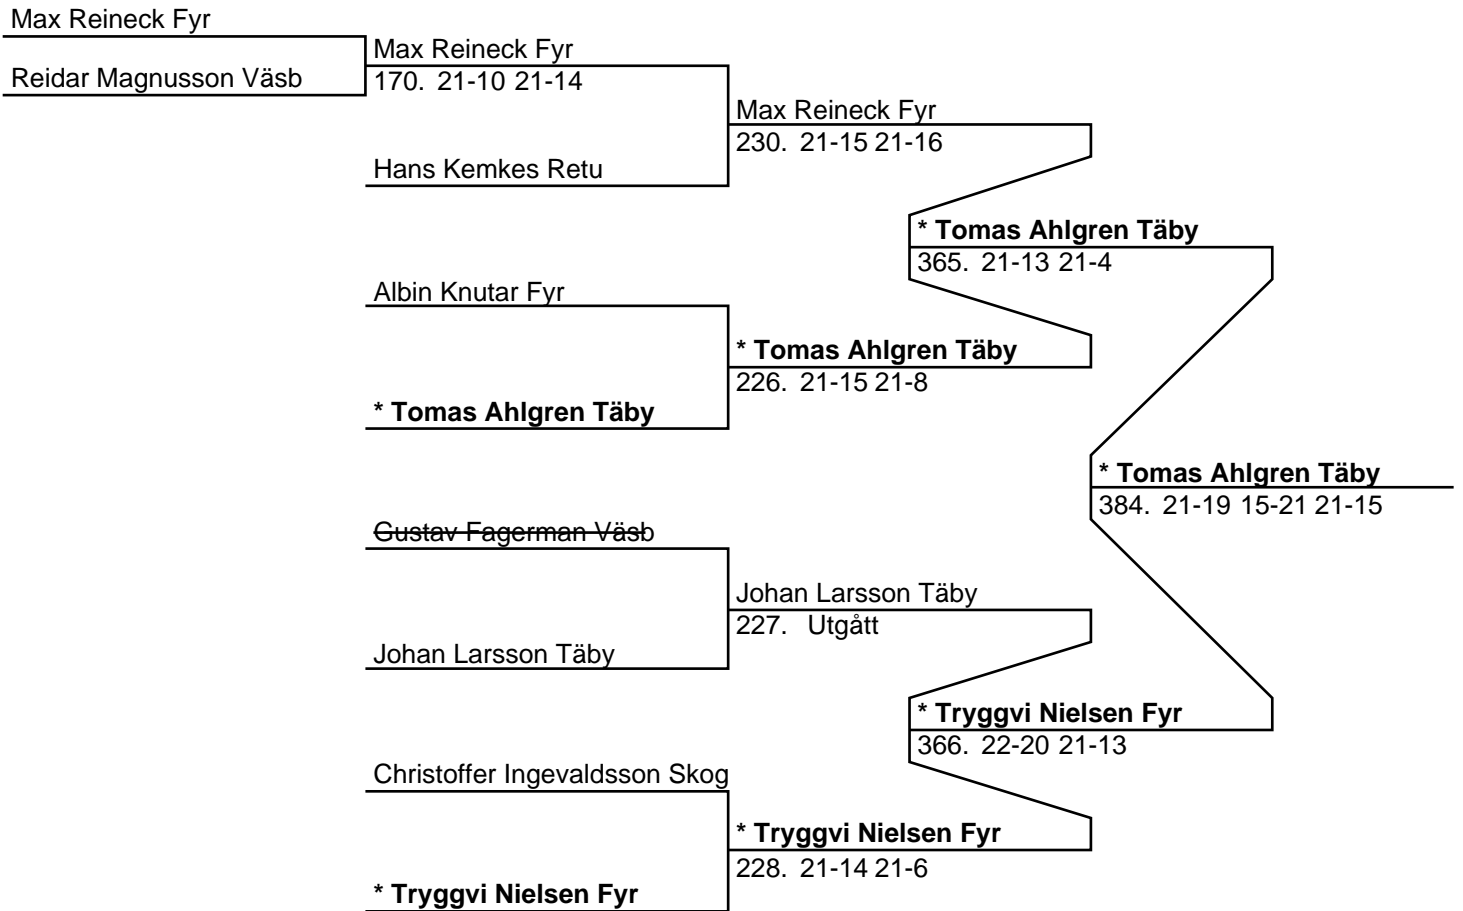 Max Reineck Fyr
Reidar Magnusson Väsb
Max Reineck Fyr
170. 21-10 21-14
Hans Kemkes Retu
Max Reineck Fyr
230. 21-15 21-16
* Tomas Ahlgren Täby
365. 21-13 21-4
Albin Knutar Fyr
* Tomas Ahlgren Täby
226. 21-15 21-8
* Tomas Ahlgren Täby
* Tomas Ahlgren Täby
384. 21-19 15-21 21-15
Gustav Fagerman Väsb
Johan Larsson Täby
227. Utgått
Johan Larsson Täby
* Tryggvi Nielsen Fyr
366. 22-20 21-13
Christoffer Ingevaldsson Skog
* Tryggvi Nielsen Fyr
228. 21-14 21-6
* Tryggvi Nielsen Fyr